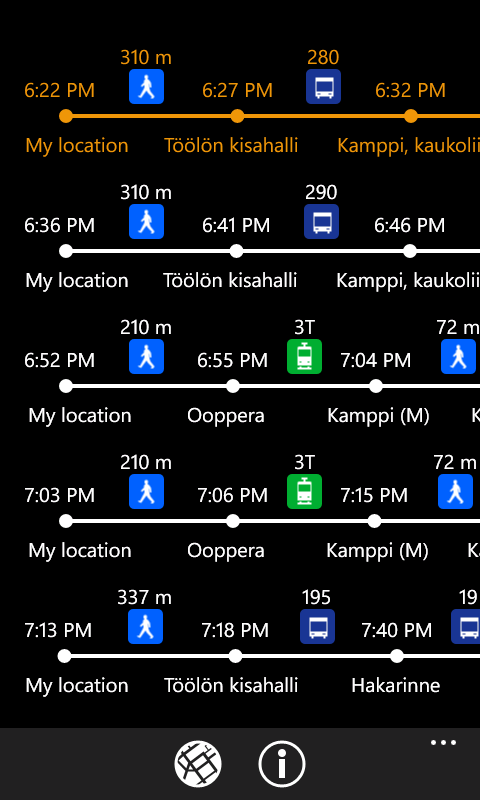 310 m 280
6:22 PM 6:27 PM 6:32 PM
My location Töölön kisahalli Kamppi, kaukolii
310 m 290
6:36 PM 6:41 PM 6:46 PM
My location Töölön kisahalli Kamppi, kaukolii
210 m 3T 72 m
6:52 PM 6:55 PM 7:04 PM
My location Ooppera Kamppi (M) K
210 m 3T 72 m
7:03 PM 7:06 PM 7:15 PM
My location Ooppera Kamppi (M) K
337 m 195 19
7:13 PM 7:18 PM 7:40 PM
My location Töölön kisahalli Hakarinne